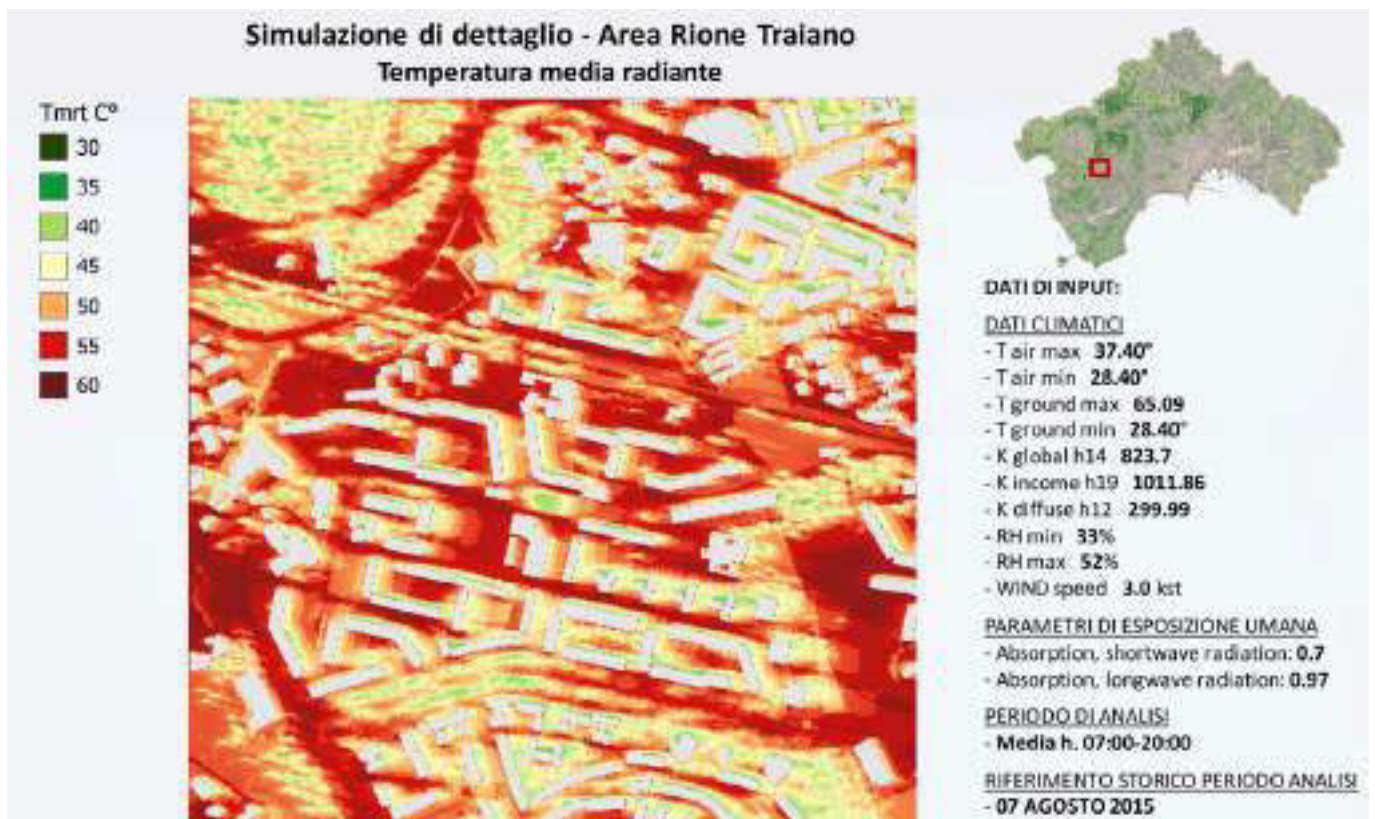 Simulazione di dettaglio - Area Rione Traiano
Temperatura media radiante
Tmrt C°
30
35
40
45
50
55
60
DATI DI INPUT:
DATI CLIMATICI
- T air max 37.40°
- T air min 28.40°
- T ground max 65.09
- T ground min 28.40°
- K global h14 823.7
- K income h19 1011.86
- K diffuse h12 299.99
- RH min 33%
- RH max 52%
- WIND speed 3.0 kst
PARAMETRI DI ESPOSIZIONE UMANA
- Absorption, shortwave radiation: 0.7
- Absorption, longwave radiation: 0.97
PERIODO DI ANALISI
- Media h. 07:00-20:00
RIFERIMENTO STORICO PERIODO ANALISI
- 07 AGOSTO 2015